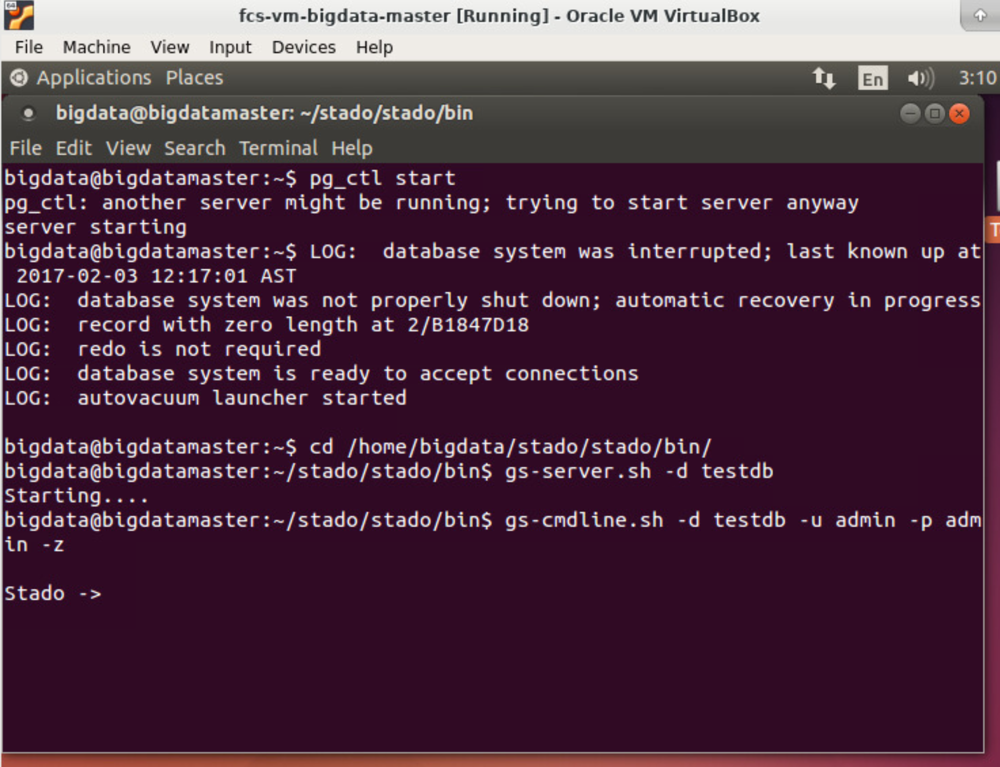 64
fcs-vm-bigdata-master [Running] - Oracle VM VirtualBox
File Machine View Input Devices Help
Applications Places En 3:10
bigdata@bigdatamaster: ~/stado/stado/bin
File Edit View Search Terminal Help
bigdata@bigdatamaster:~$ pg_ctl start
pg_ctl: another server might be running; trying to start server anyway
server starting
bigdata@bigdatamaster:~$ LOG:  database system was interrupted; last known up at
 2017-02-03 12:17:01 AST
LOG:  database system was not properly shut down; automatic recovery in progress
LOG:  record with zero length at 2/B1847D18
LOG:  redo is not required
LOG:  database system is ready to accept connections
LOG:  autovacuum launcher started
bigdata@bigdatamaster:~$ cd /home/bigdata/stado/stado/bin/
bigdata@bigdatamaster:~/stado/stado/bin$ gs-server.sh -d testdb
Starting....
bigdata@bigdatamaster:~/stado/stado/bin$ gs-cmdline.sh -d testdb -u admin -p adm
in -z
Stado ->